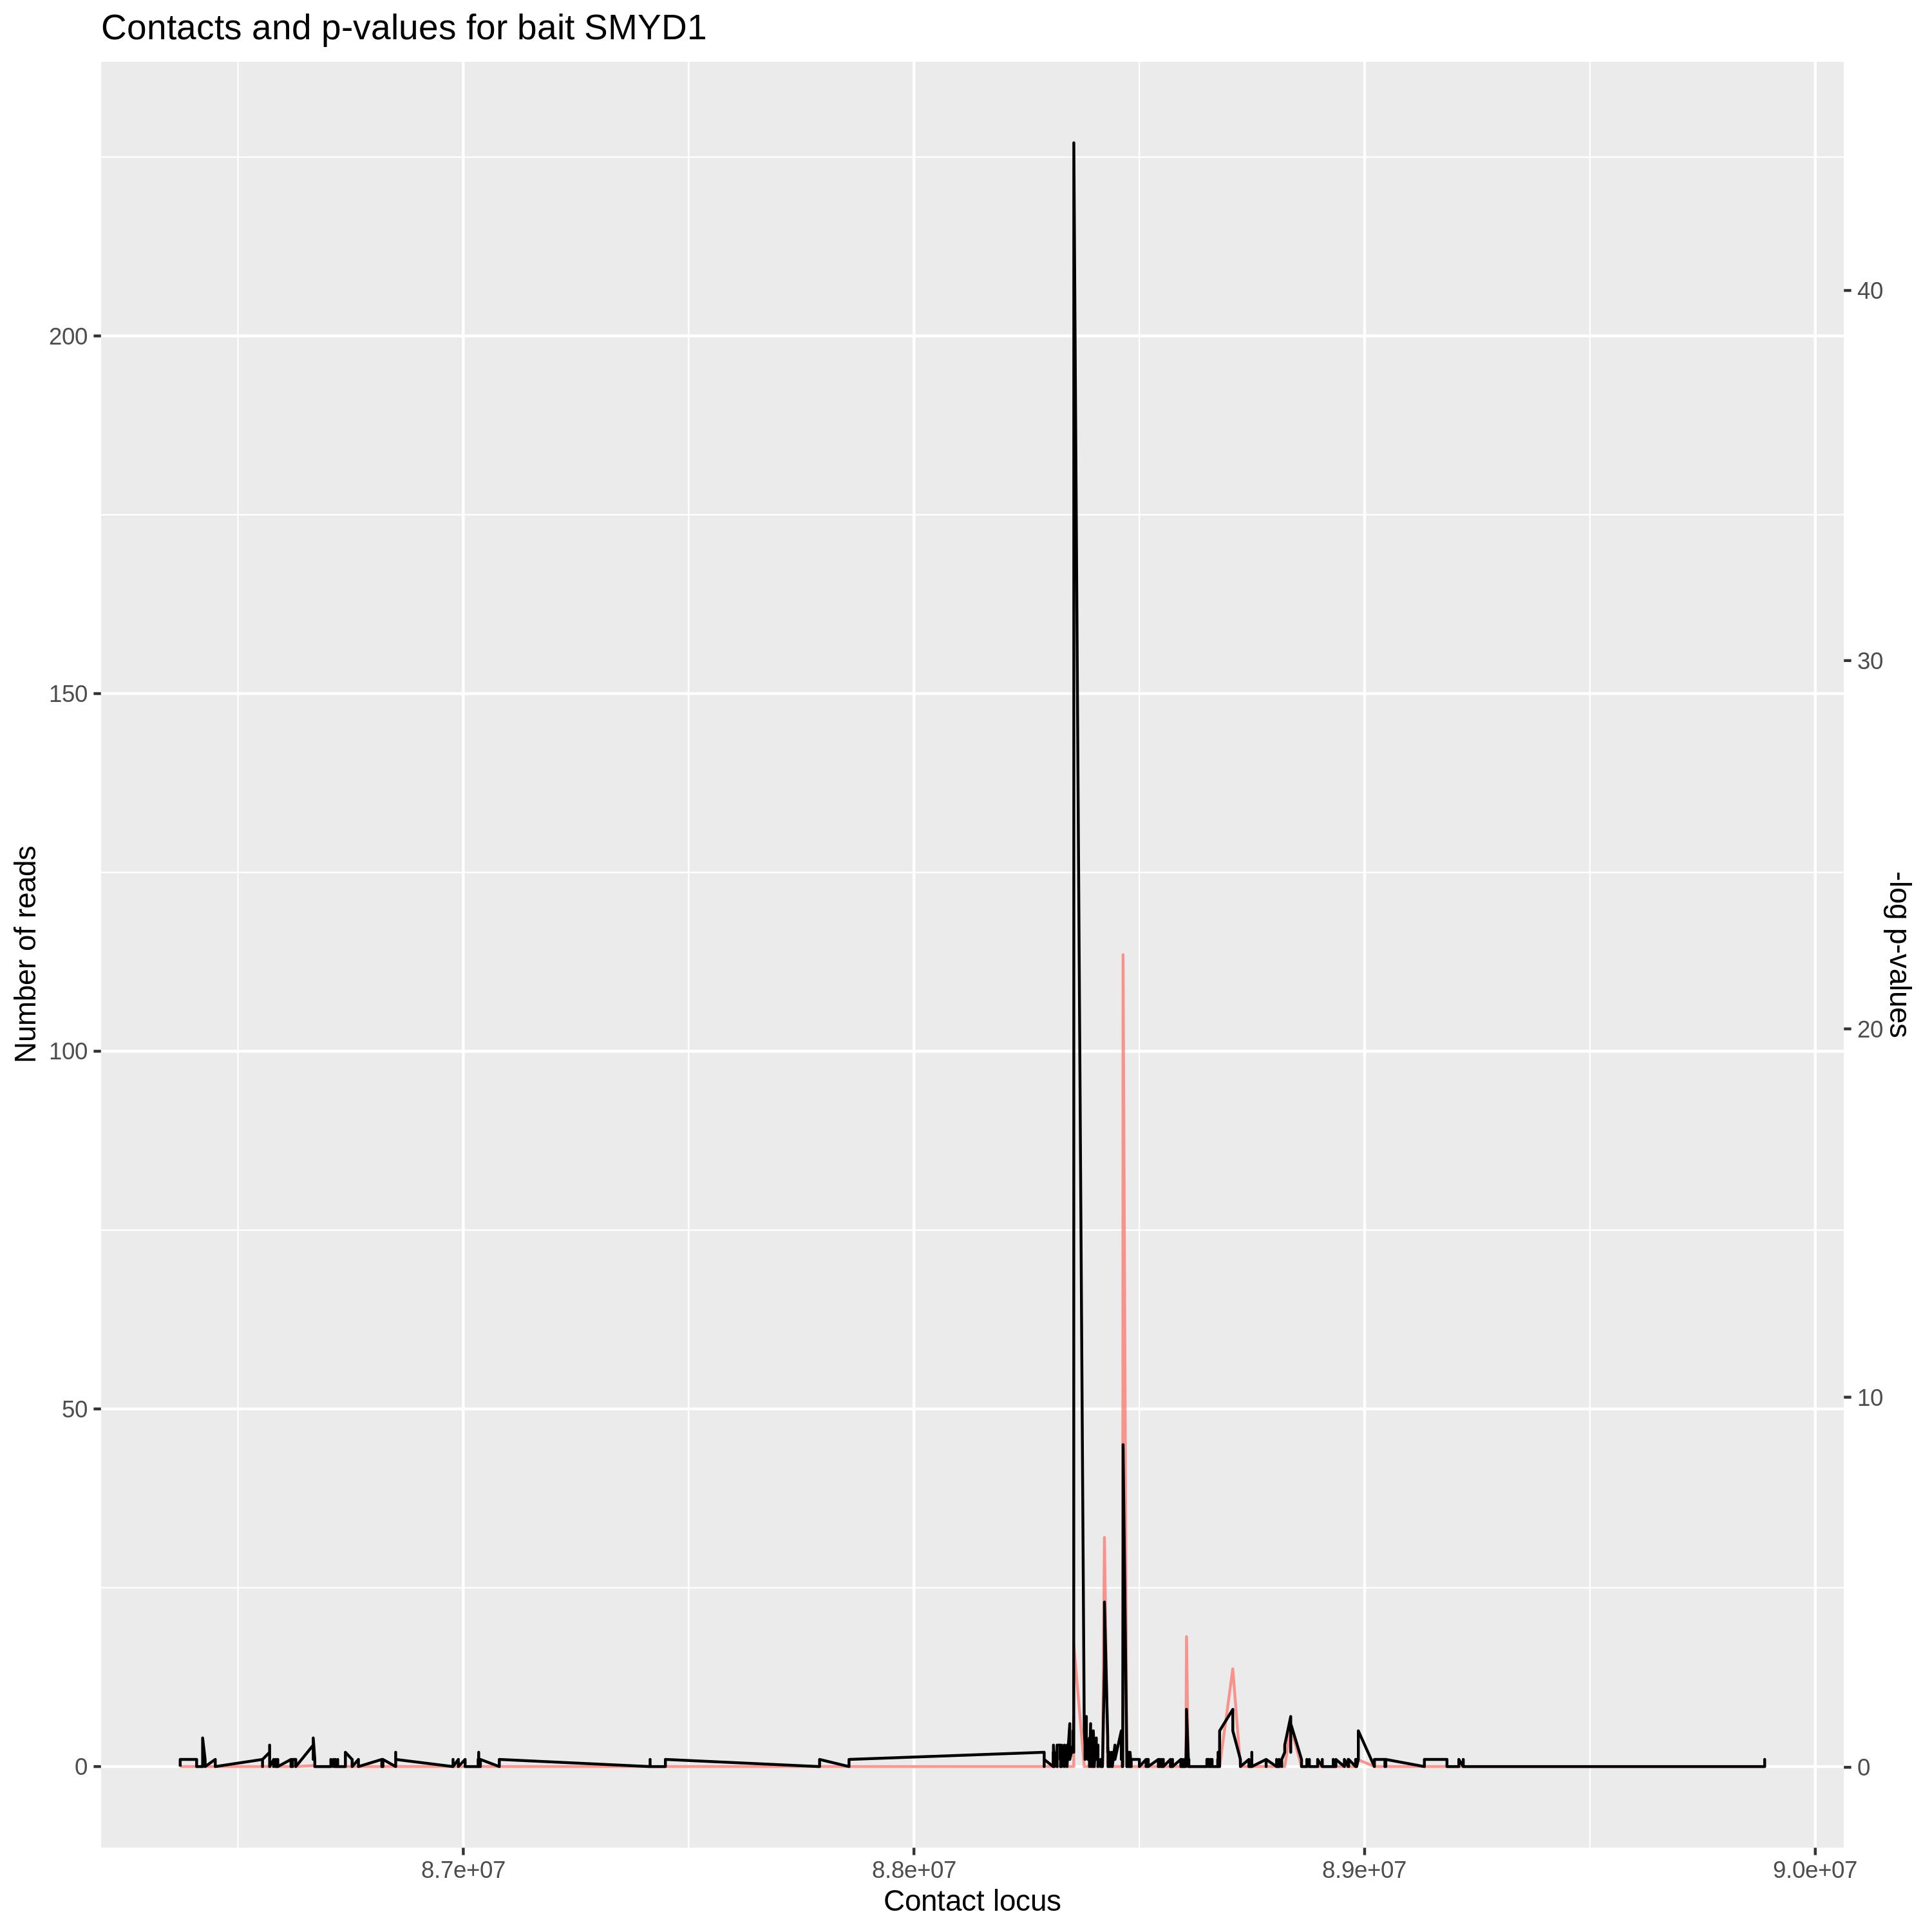 Contacts and p-values for bait SMYD1
200
150
100
50
0
Number of reads
40
30
20
10
0
-log p-values
8.7e+07
8.8e+07
8.9e+07
9.0e+07
Contact locus